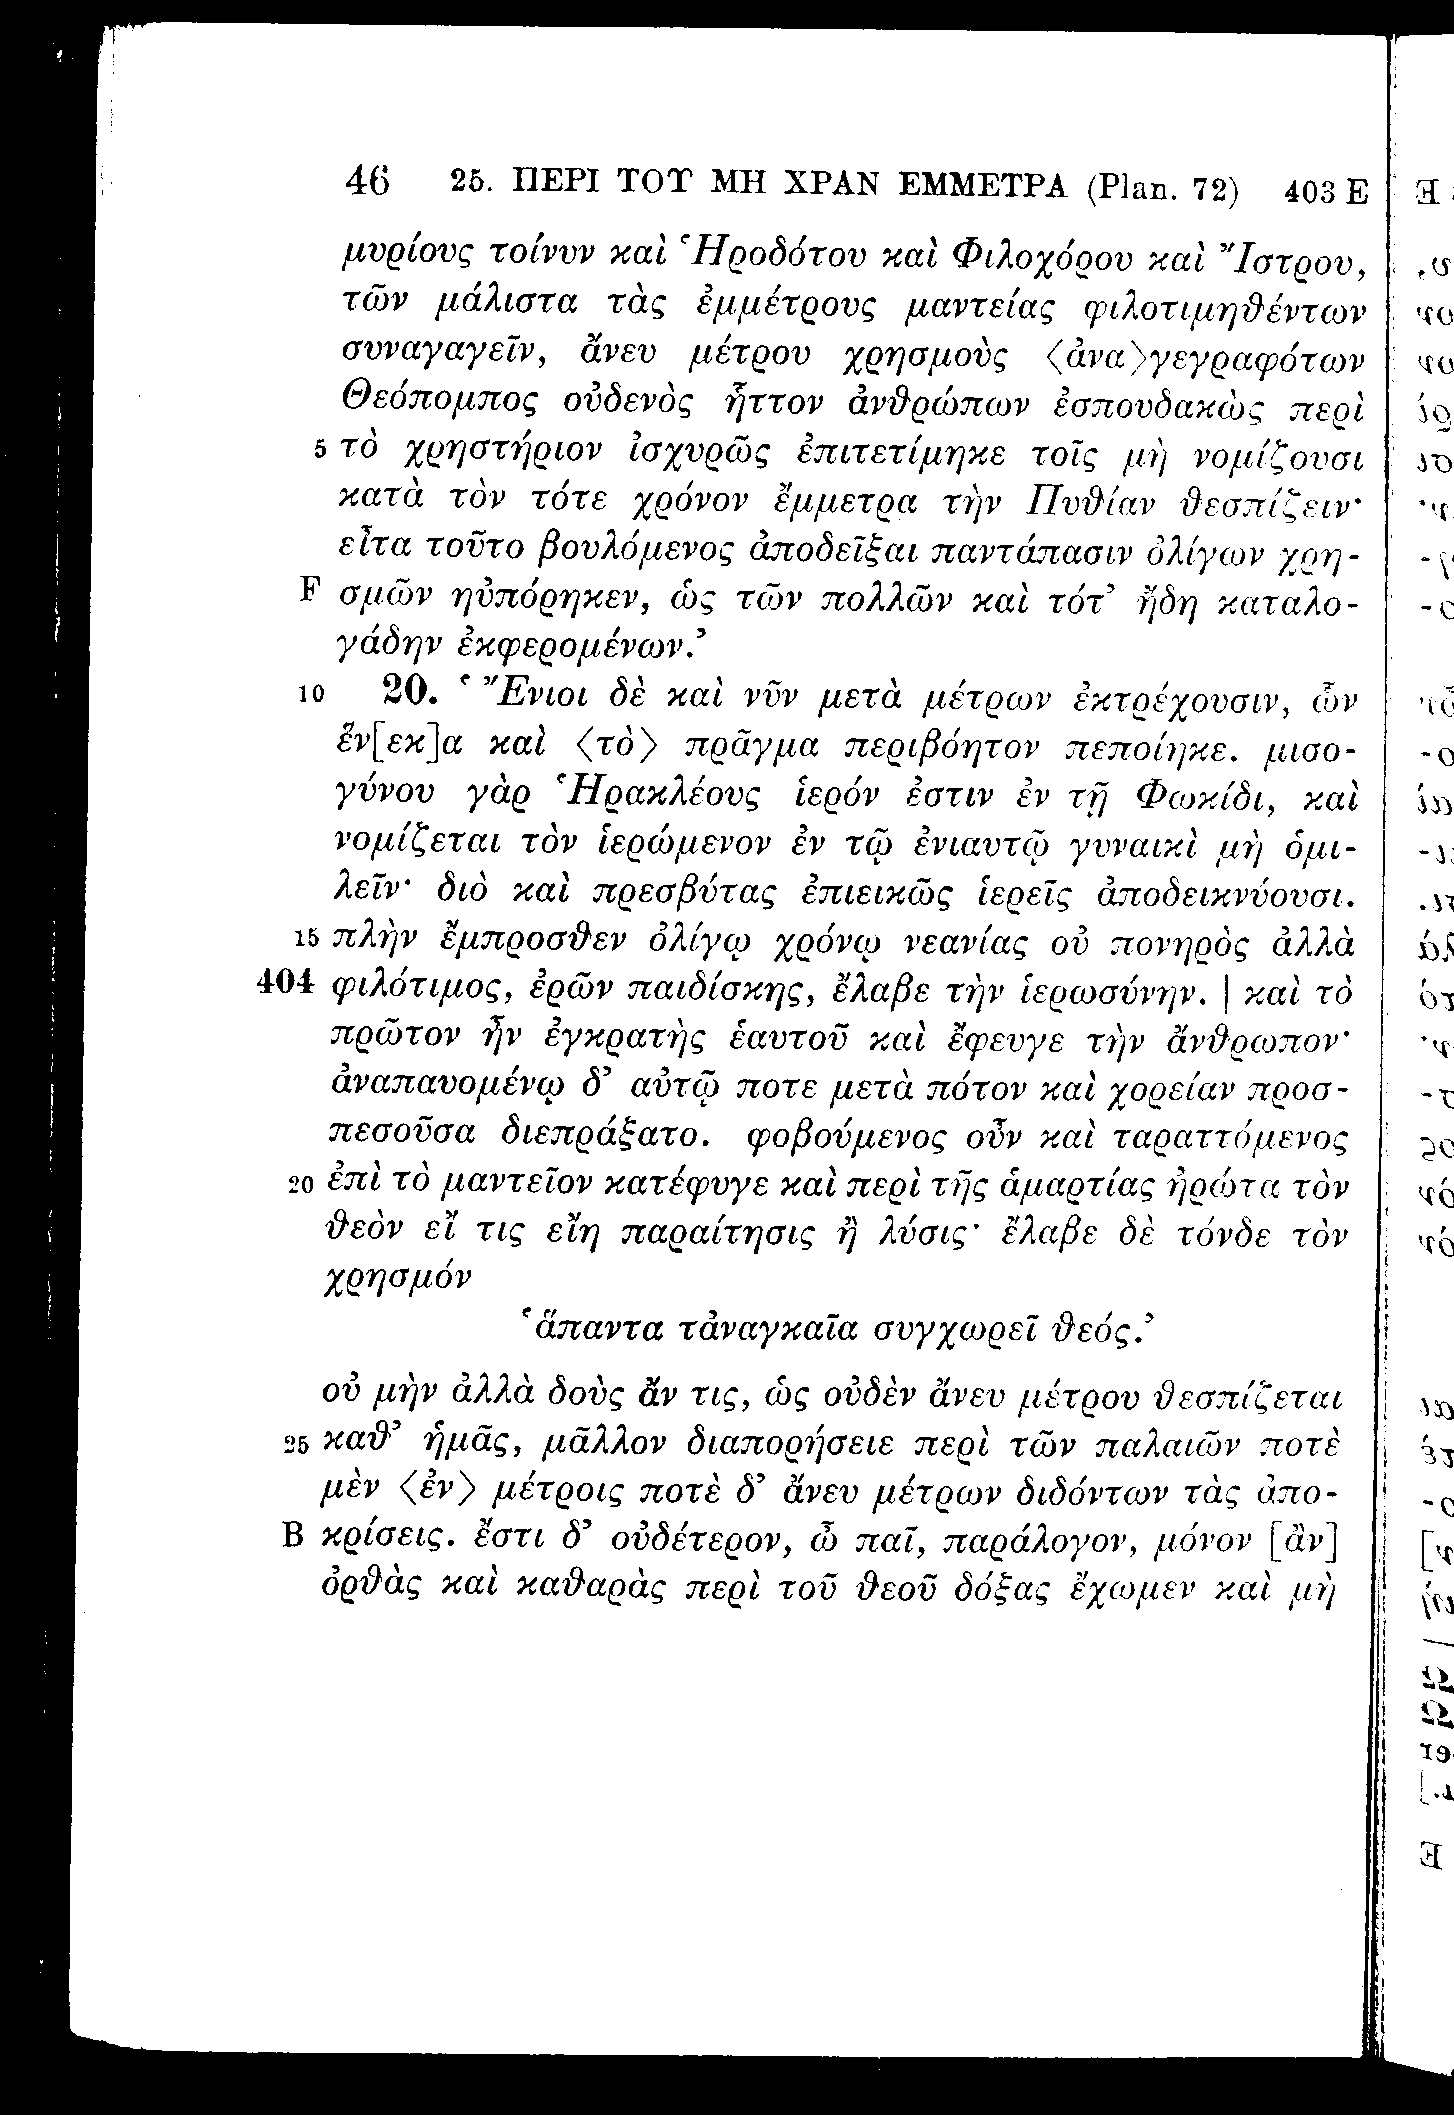 46 25. ΠΕΡΙ ΤΟΥ ΜΗ ΧΡΑΝ ΕΜΜΕΤΡΑ (Plan. 72) 403 E
μυρίους τοίνυν καὶ Ἡροδότου καὶ Φιλοχόρου καὶ Ἴστρου,
τῶν μάλιστα τὰς ἐμμέτρους μαντείας φιλοτιμηθέντων
συναγαγεῖν, ἄνευ μέτρου χρησμοὺς 〈ἀνα〉γεγραφότων
Θεόπομπος οὐδενὸς ἧττον ἀνθρώπων ἐσπουδακὼς περὶ
5 τὸ χρηστήριον ἰσχυρῶς ἐπιτετίμηκε τοῖς μὴ νομίζουσι
κατὰ τὸν τότε χρόνον ἔμμετρα τὴν Πυθίαν θεσπίζειν·
εἶτα τοῦτο βουλόμενος ἀποδεῖξαι παντάπασιν ὀλίγων χρη-
F σμῶν ηὐπόρηκεν, ὡς τῶν πολλῶν καὶ τότ’ ἤδη καταλο-
γάδην ἐκφερομένων.’
10 20. ‘ Ἔνιοι δὲ καὶ νῦν μετὰ μέτρων ἐκτρέχουσιν, ὧν
ἕν[εκ]α καὶ 〈τὸ〉 πρᾶγμα περιβόητον πεποίηκε. μισο-
γύνου γὰρ Ἡρακλέους ἱερόν ἐστιν ἐν τῇ Φωκίδι, καὶ
νομίζεται τὸν ἱερώμενον ἐν τῷ ἐνιαυτῷ γυναικὶ μὴ ὁμι-
λεῖν· διὸ καὶ πρεσβύτας ἐπιεικῶς ἱερεῖς ἀποδεικνύουσι.
15 πλὴν ἔμπροσθεν ὀλίγῳ χρόνῳ νεανίας οὐ πονηρὸς ἀλλὰ
404 φιλότιμος, ἐρῶν παιδίσκης, ἔλαβε τὴν ἱερωσύνην. | καὶ τὸ
πρῶτον ἦν ἐγκρατὴς ἑαυτοῦ καὶ ἔφευγε τὴν ἄνθρωπον·
ἀναπαυομένῳ δ’ αὐτῷ ποτε μετὰ πότον καὶ χορείαν προσ-
πεσοῦσα διεπράξατο. φοβούμενος οὖν καὶ ταραττόμενος
20 ἐπὶ τὸ μαντεῖον κατέφυγε καὶ περὶ τῆς ἁμαρτίας ἠρώτα τὸν
θεὸν εἴ τις εἴη παραίτησις ἢ λύσις· ἔλαβε δὲ τόνδε τὸν
χρησμόν
‘ἅπαντα τἀναγκαῖα συγχωρεῖ θεός.’
οὐ μὴν ἀλλὰ δοὺς ἄν τις, ὡς οὐδὲν ἄνευ μέτρου θεσπίζεται
25 καθ’ ἡμᾶς, μᾶλλον διαπορήσειε περὶ τῶν παλαιῶν ποτὲ
μὲν 〈ἐν〉 μέτροις ποτὲ δ’ ἄνευ μέτρων διδόντων τὰς ἀπο-
B κρίσεις. ἔστι δ’ οὐδέτερον, ὦ παῖ, παράλογον, μόνον [ἂν]
ὀρθὰς καὶ καθαρὰς περὶ τοῦ θεοῦ δόξας ἔχωμεν καὶ μὴ